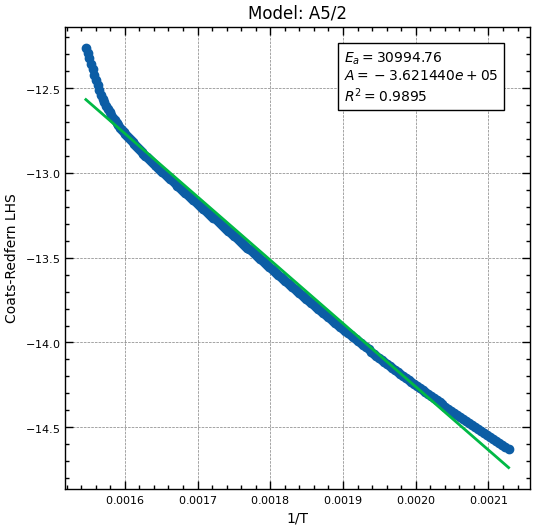 Model: A5/2
E_a = 30994.76
A = −3.621440e + 05
R² = 0.9895
Coats-Redfern LHS
−12.5
−13.0
−13.5
−14.0
−14.5
0.0016 0.0017 0.0018 0.0019 0.0020 0.0021
1/T